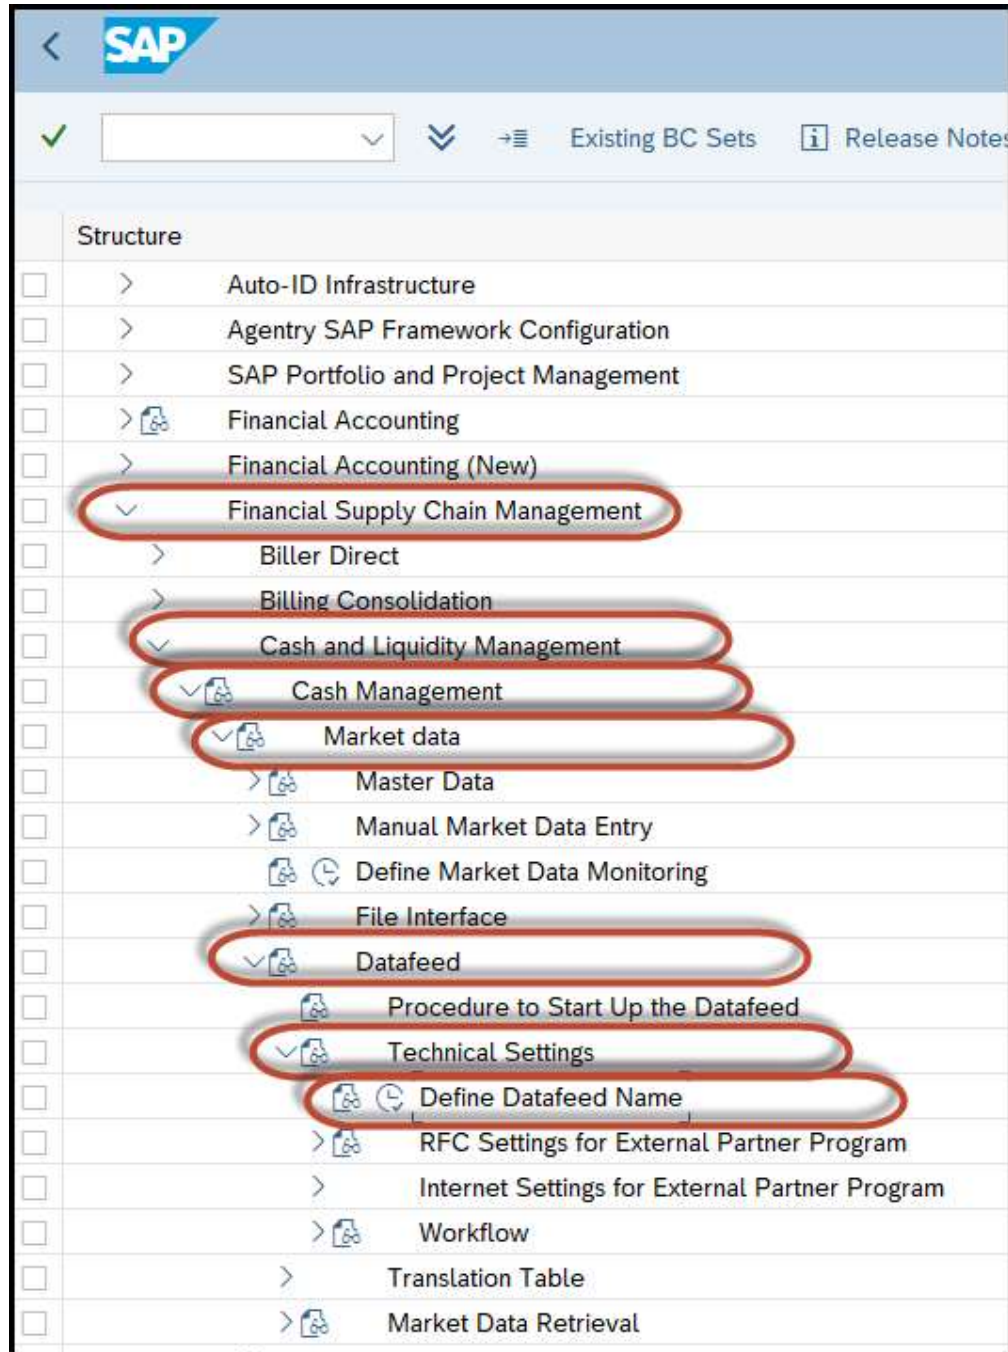 SAP
Existing BC Sets i Release Notes
Structure
Auto-ID Infrastructure
Agentry SAP Framework Configuration
SAP Portfolio and Project Management
Financial Accounting
Financial Accounting (New)
Financial Supply Chain Management
Biller Direct
Billing Consolidation
Cash and Liquidity Management
Cash Management
Market data
Master Data
Manual Market Data Entry
Define Market Data Monitoring
File Interface
Datafeed
Procedure to Start Up the Datafeed
Technical Settings
Define Datafeed Name
RFC Settings for External Partner Program
Internet Settings for External Partner Program
Workflow
Translation Table
Market Data Retrieval